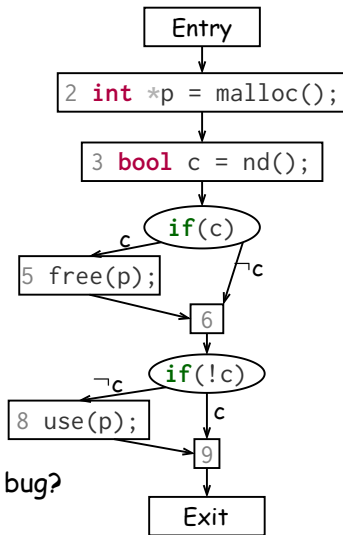 Entry
2 int *p = malloc();
3 bool c = nd();
if(c)
c
¬c
5 free(p);
6
if(!c)
¬c
c
8 use(p);
9
bug?
Exit